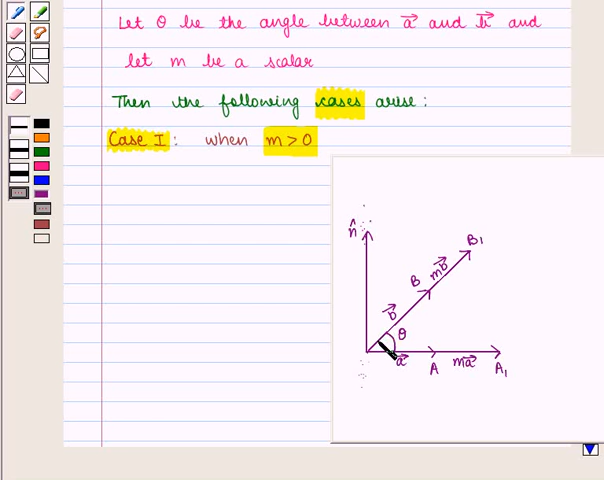 Let θ be the angle between a⃗ and b⃗ and
let m be a scalar
Then the following cases arise:
Case I: when m > 0
n̂
B₁
B
mb⃗
b⃗
θ
a⃗
A
ma⃗
A₁